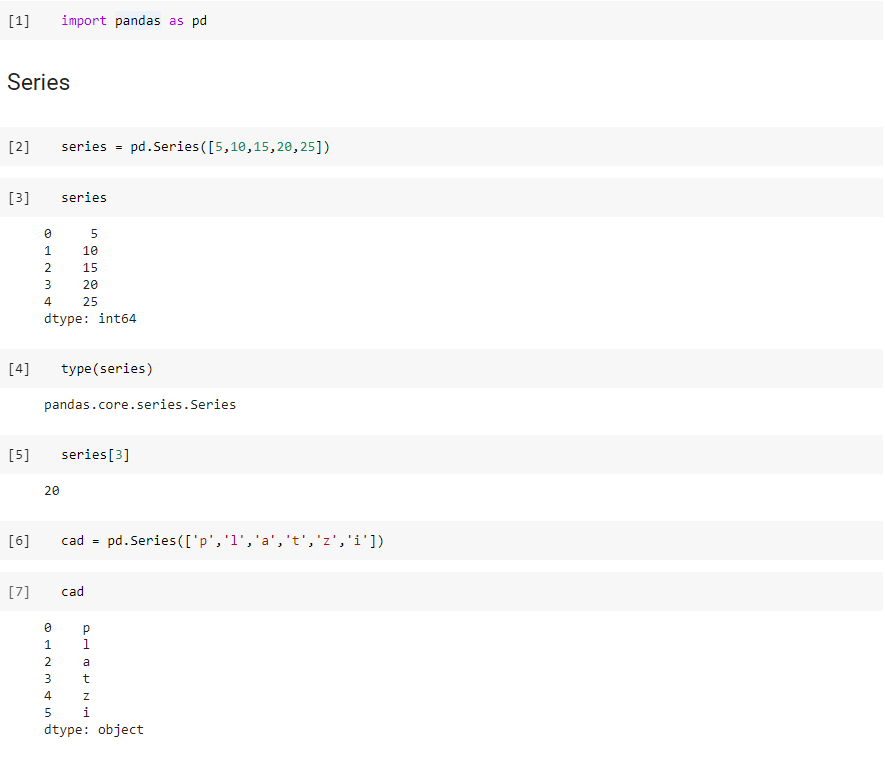 [1] import pandas as pd
Series
[2] series = pd.Series([5,10,15,20,25])
[3] series
0     5
1    10
2    15
3    20
4    25
dtype: int64
[4] type(series)
pandas.core.series.Series
[5] series[3]
20
[6] cad = pd.Series(['p','l','a','t','z','i'])
[7] cad
0    p
1    l
2    a
3    t
4    z
5    i
dtype: object